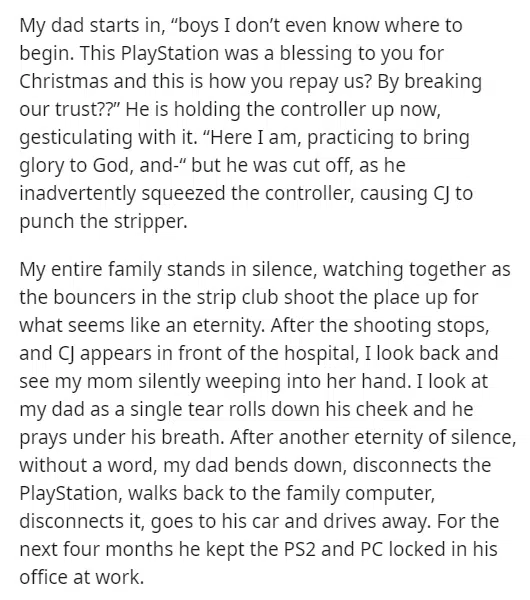 My dad starts in, “boys I don’t even know where to
begin. This PlayStation was a blessing to you for
Christmas and this is how you repay us? By breaking
our trust??” He is holding the controller up now,
gesticulating with it. “Here I am, practicing to bring
glory to God, and-“ but he was cut off, as he
inadvertently squeezed the controller, causing CJ to
punch the stripper.
My entire family stands in silence, watching together as
the bouncers in the strip club shoot the place up for
what seems like an eternity. After the shooting stops,
and CJ appears in front of the hospital, I look back and
see my mom silently weeping into her hand. I look at
my dad as a single tear rolls down his cheek and he
prays under his breath. After another eternity of silence,
without a word, my dad bends down, disconnects the
PlayStation, walks back to the family computer,
disconnects it, goes to his car and drives away. For the
next four months he kept the PS2 and PC locked in his
office at work.